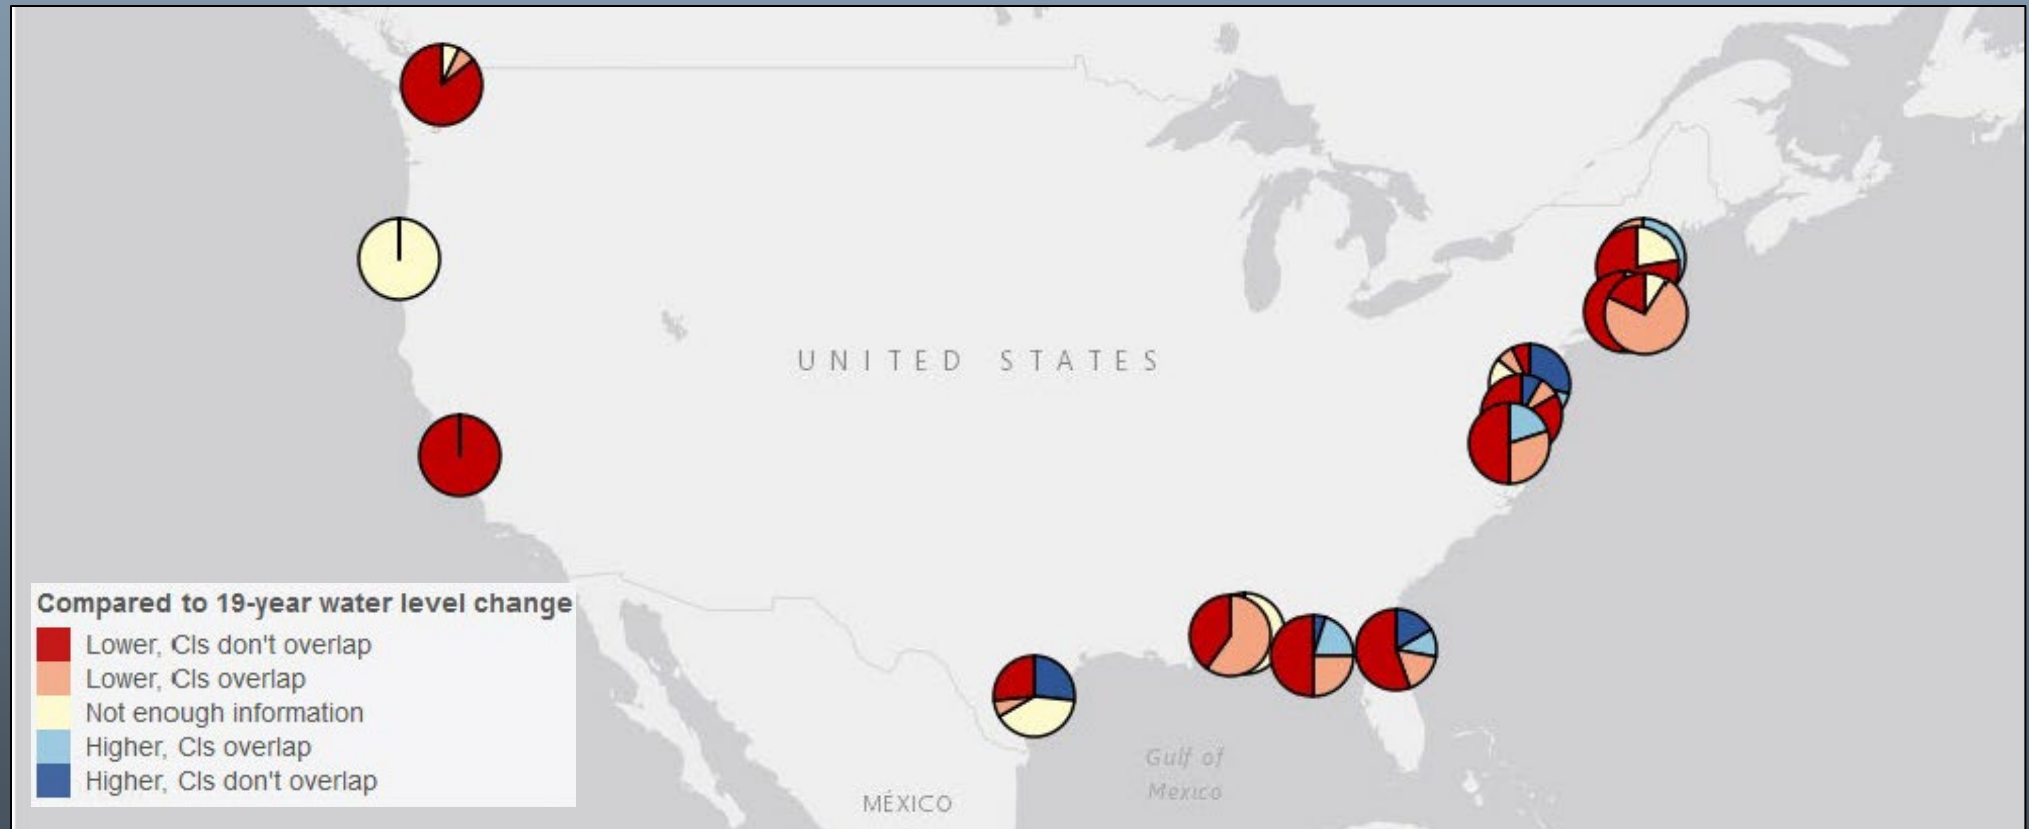 UNITED STATES
Compared to 19-year water level change
Lower, CIs don't overlap
Lower, CIs overlap
Not enough information
Higher, CIs overlap
Higher, CIs don't overlap
Gulf of
Mexico
MÉXICO